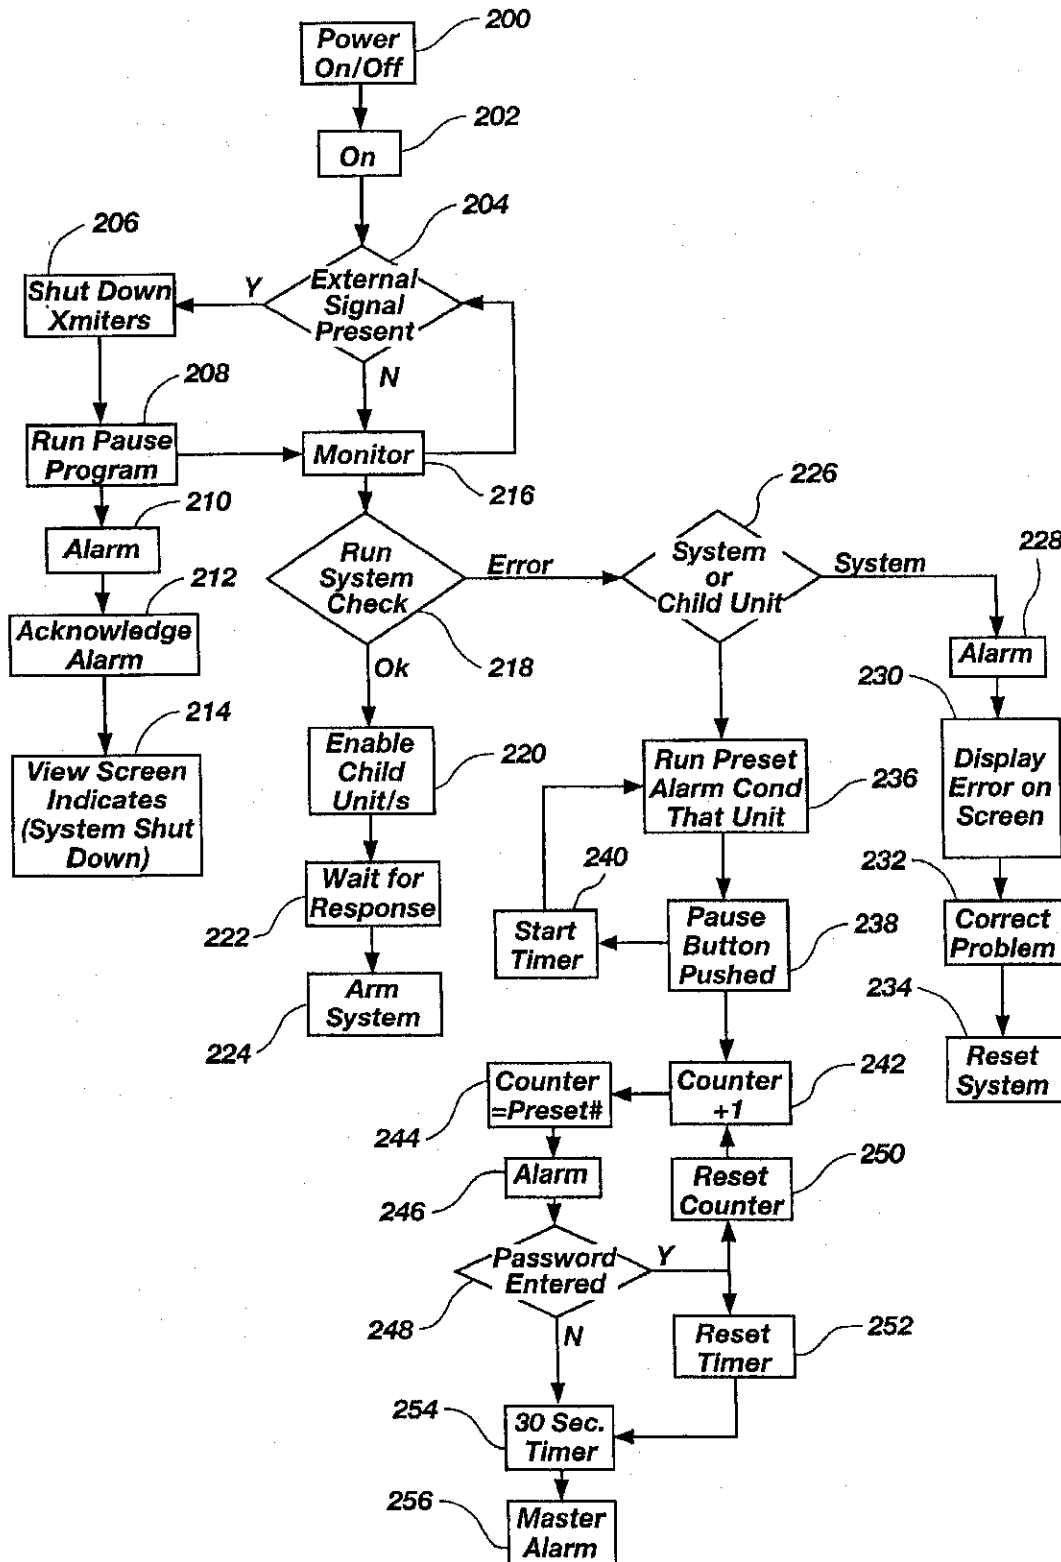 200
Power
On/Off
202
On
204
206
External
Signal
Present
Y
N
Shut Down
Xmiters
208
Run Pause
Program
Monitor
216
210
Alarm
212
Acknowledge
Alarm
214
View Screen
Indicates
(System Shut
Down)
Run
System
Check
218
Error
Ok
226
System
or
Child Unit
System
228
Alarm
230
Display
Error on
Screen
232
Correct
Problem
234
Reset
System
Enable
Child
Unit/s
220
Wait for
Response
222
Arm
System
224
Run Preset
Alarm Cond
That Unit
236
240
Start
Timer
Pause
Button
Pushed
238
Counter
+1
242
Counter
=Preset#
244
Alarm
246
Reset
Counter
250
Password
Entered
248
Y
N
Reset
Timer
252
30 Sec.
Timer
254
Master
Alarm
256